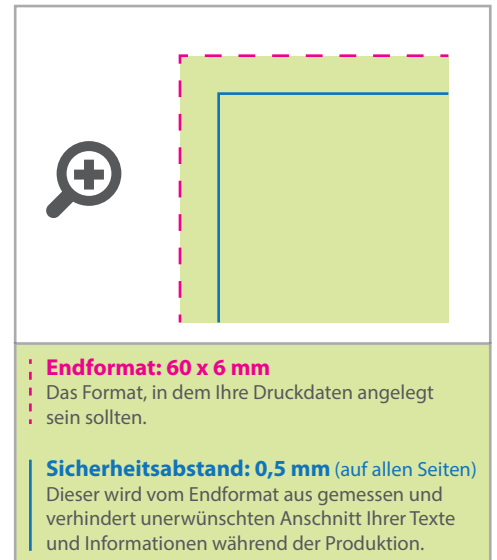 Endformat: 60 x 6 mm
Das Format, in dem Ihre Druckdaten angelegt
sein sollten.
Sicherheitsabstand: 0,5 mm (auf allen Seiten)
Dieser wird vom Endformat aus gemessen und
verhindert unerwünschten Anschnitt Ihrer Texte
und Informationen während der Produktion.